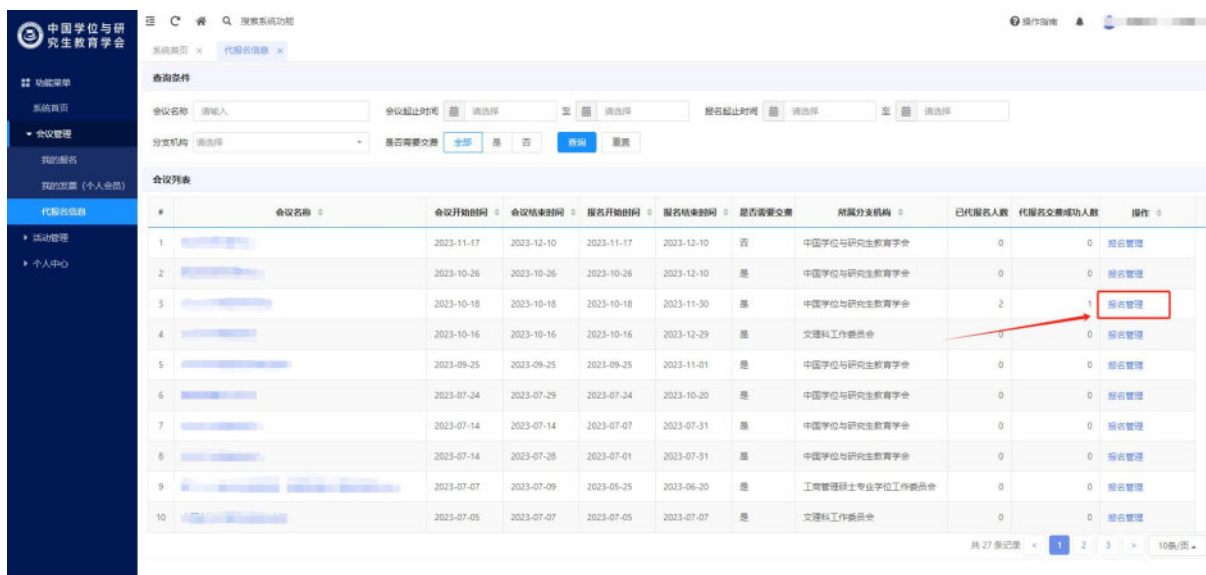 中国学位与研
究生教育学会
搜索系统功能
操作指南
系统首页 ×
代报名信息 ×
功能菜单
系统首页
会议管理
我的报名
我的发票（个人会员）
代报名信息
活动管理
个人中心
查询条件
会议名称 请输入 会议起止时间 请选择 至 请选择 报名起止时间 请选择 至 请选择
分支机构 请选择 是否需要交费 全部 是 否 查询 重置
会议列表
# 会议名称 会议开始时间 会议结束时间 报名开始时间 报名结束时间 是否需要交费 所属分支机构 已代报名人数 代报名交费成功人数 操作
1 2023-11-17 2023-12-10 2023-11-17 2023-12-10 否 中国学位与研究生教育学会 0 0 报名管理
2 2023-10-26 2023-10-26 2023-10-26 2023-12-10 是 中国学位与研究生教育学会 0 0 报名管理
3 2023-10-18 2023-10-18 2023-10-18 2023-11-30 是 中国学位与研究生教育学会 2 1 报名管理
4 2023-10-16 2023-10-16 2023-10-16 2023-12-29 是 文理科工作委员会 0 0 报名管理
5 2023-09-25 2023-09-25 2023-09-25 2023-11-01 是 中国学位与研究生教育学会 0 0 报名管理
6 2023-07-24 2023-07-29 2023-07-24 2023-10-20 是 中国学位与研究生教育学会 0 0 报名管理
7 2023-07-14 2023-07-14 2023-07-07 2023-07-31 是 中国学位与研究生教育学会 0 0 报名管理
8 2023-07-14 2023-07-28 2023-07-01 2023-07-31 是 中国学位与研究生教育学会 0 0 报名管理
9 2023-07-07 2023-07-09 2023-05-25 2023-06-20 是 工商管理硕士专业学位工作委员会 0 0 报名管理
10 2023-07-05 2023-07-07 2023-07-05 2023-07-07 是 文理科工作委员会 0 0 报名管理
共 27 条记录 < 1 2 3 > 10条/页